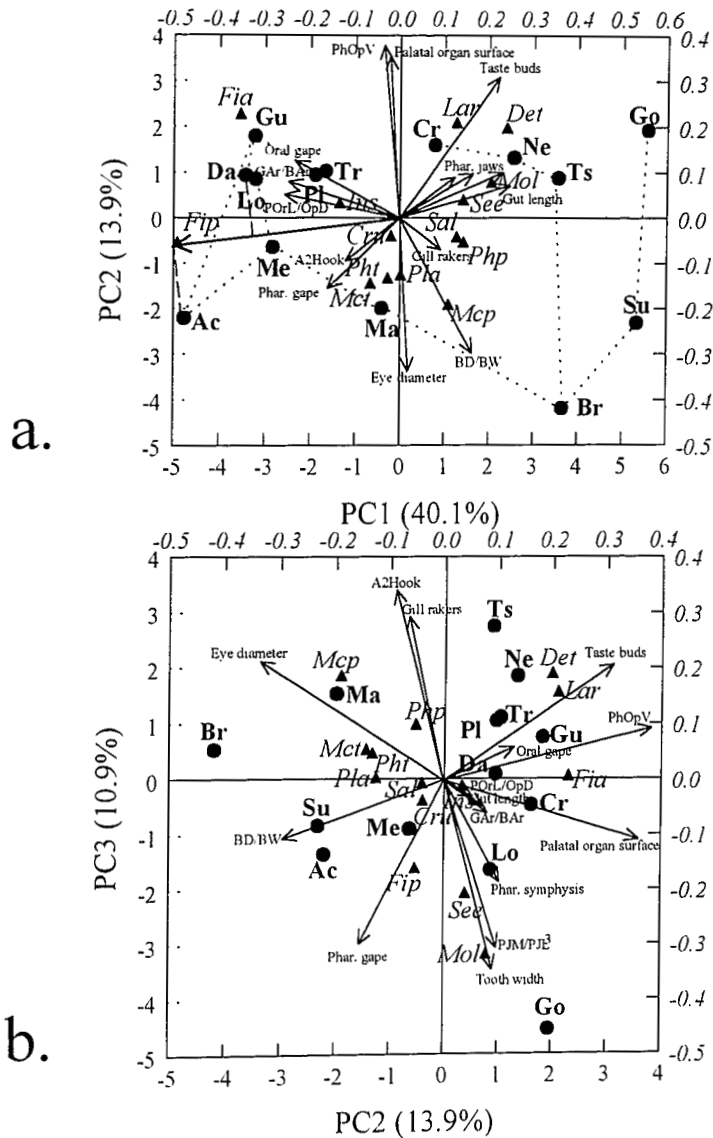 -0.5 -0.4 -0.3 -0.2 -0.1 0.0 0.1 0.2 0.3 0.4 0.5 0.6
4 0.4
PhOpV Palatal organ surface
3 Taste buds 0.3
Fia Gu Lar Det Go
2 Cr Ne 0.2
Oral gape
Da GAr/BAr Tr Phar. jaws Ts
1 Lo Pl Ins Mol 0.1
POrL/OpD See Gut length
0 0.0
Fip Cru Sal
Me A2Hook Gill rakers Php
-1 Pht Pla -0.1
Phar. gape Mct
-2 Ac Ma Mcp Su -0.2
BD/BW
-3 Eye diameter -0.3
-4 Br -0.4
-5 -0.5
-5 -4 -3 -2 -1 0 1 2 3 4 5 6
PC2 (13.9%)
a.
PC1 (40.1%)
-0.5 -0.4 -0.3 -0.2 -0.1 0.0 0.1 0.2 0.3 0.4
4 0.4
A2Hook
3 Gill rakers Ts 0.3
Eye diameter Mcp Ne Det Taste buds
2 Ma Lar 0.2
Php PhOpV
Br Pl Tr Gu
1 Mct Pht Oral gape 0.1
Da
Pla Sal POrL/OpD Fia
0 Ins Gut length 0.0
Su Cru GAr/BAr Cr
BD/BW Me
-1 Ac Lo Palatal organ surface -0.1
Fip Phar. symphysis
-2 See -0.2
Phar. gape PJM/PJE3
-3 Mol -0.3
Tooth width
-4 Go -0.4
-5 -0.5
-5 -4 -3 -2 -1 0 1 2 3 4
PC3 (10.9%)
b.
PC2 (13.9%)